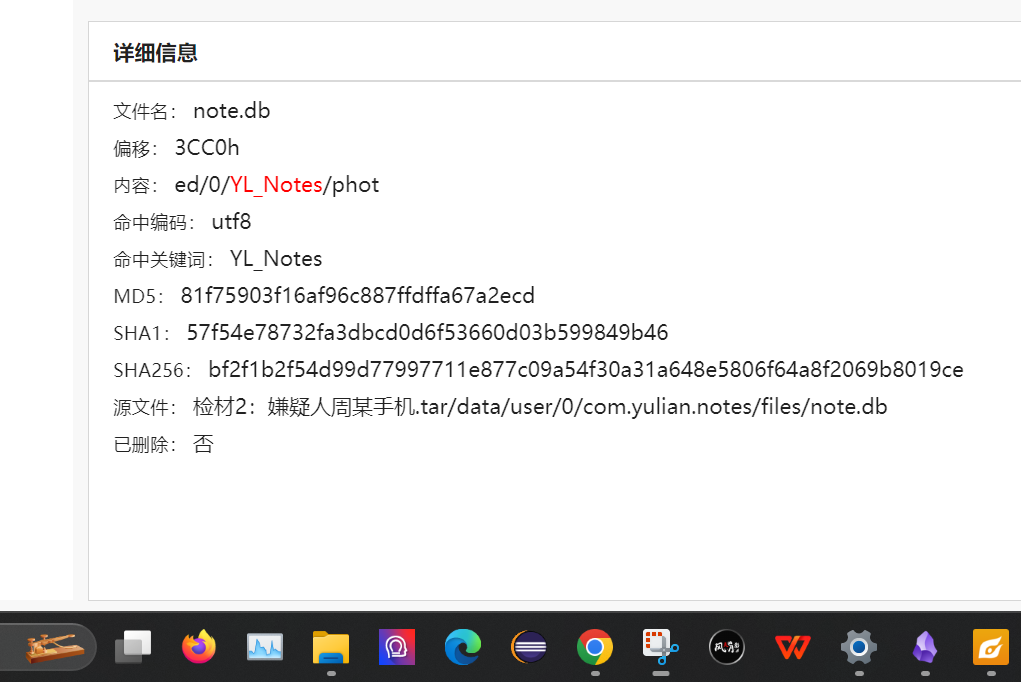 详细信息
文件名： note.db
偏移： 3CC0h
内容： ed/0/YL_Notes/phot
命中编码： utf8
命中关键词： YL_Notes
MD5： 81f75903f16af96c887ffdffa67a2ecd
SHA1： 57f54e78732fa3dbcd0d6f53660d03b599849b46
SHA256： bf2f1b2f54d99d77997711e877c09a54f30a31a648e5806f64a8f2069b8019ce
源文件： 检材2：嫌疑人周某手机.tar/data/user/0/com.yulian.notes/files/note.db
已删除： 否